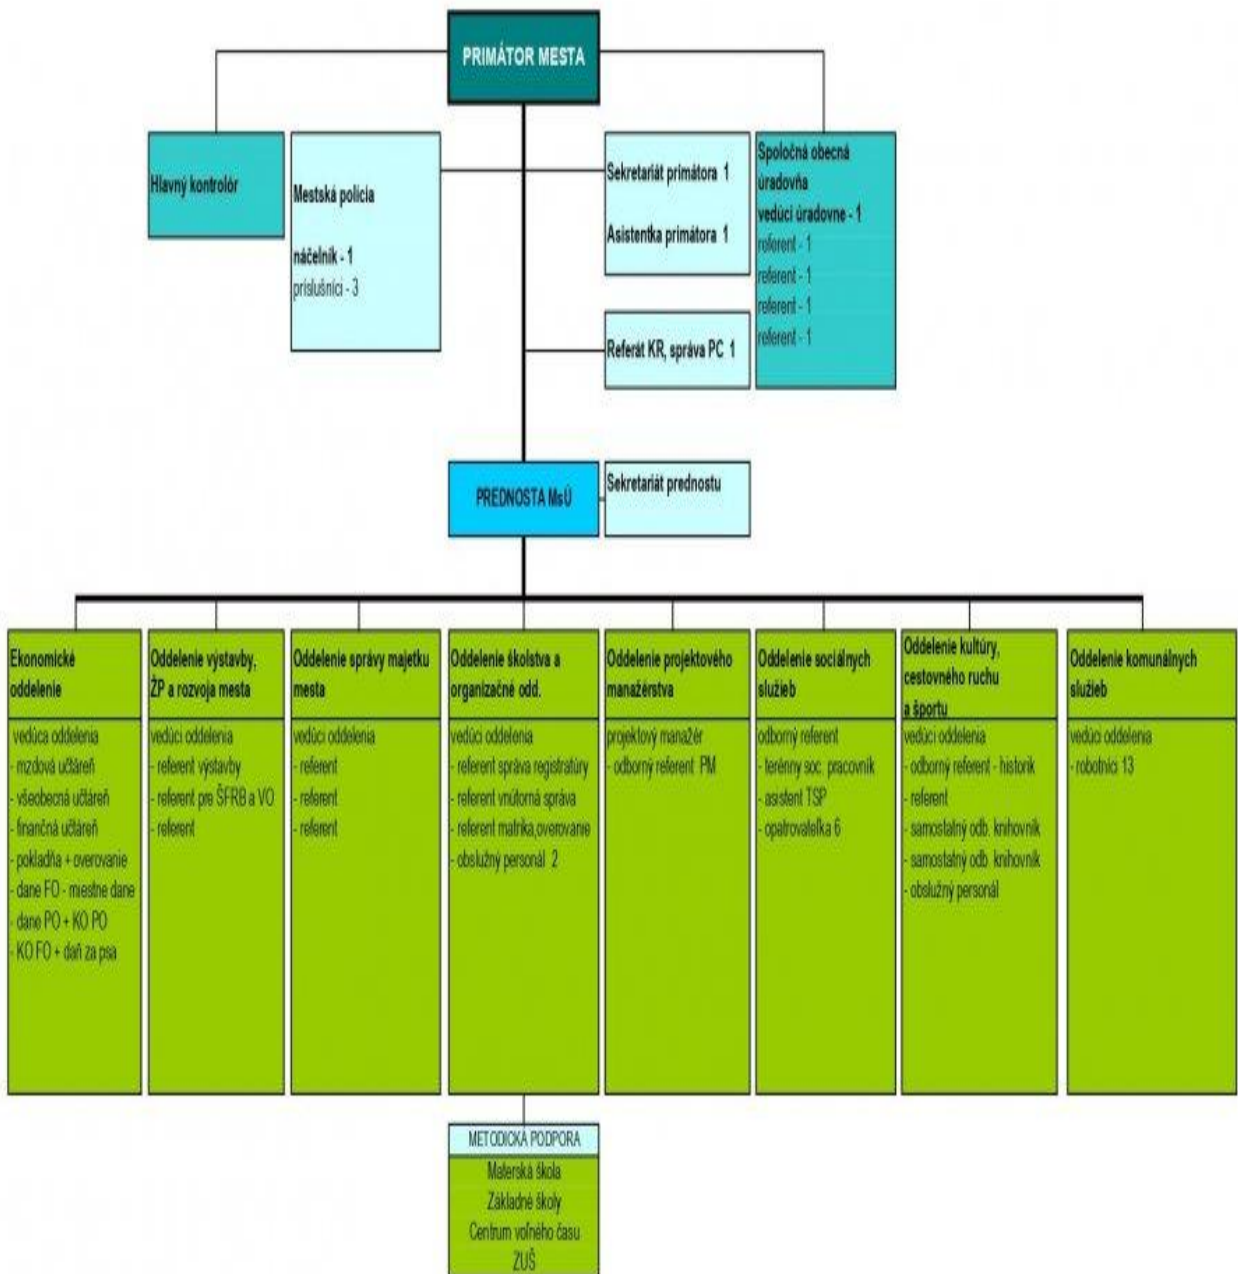 PRIMÁTOR MESTA
Hlavný kontrolór
Mestská polícia
náčelník - 1
príslušníci - 3
Sekretariát primátora 1
Asistentka primátora 1
Spoločná obecná
úradovňa
vedúci úradovne - 1
referent - 1
referent - 1
referent - 1
referent - 1
Referát KR, správa PC 1
PREDNOSTA MsÚ
Sekretariát prednostu
Ekonomické
oddelenie
vedúca oddelenia
- mzdová učtáreň
- všeobecná učtáreň
- finančná učtáreň
- pokladňa + overovanie
- dane FO - miestne dane
- dane PO + KO PO
- KO FO + daň za psa
Oddelenie výstavby,
ŽP a rozvoja mesta
vedúci oddelenia
- referent výstavby
- referent pre ŠFRB a VO
- referent
Oddelenie správy majetku
mesta
vedúci oddelenia
- referent
- referent
- referent
Oddelenie školstva a
organizačné odd.
vedúci oddelenia
- referent správa registratúry
- referent vnútorná správa
- referent matrika,overovanie
- obslužný personál 2
Oddelenie projektového
manažérstva
projektový manažér
- odborný referent PM
Oddelenie sociálnych
služieb
odborný referent
- terénny soc. pracovník
- asistent TSP
- opatrovateľka 6
Oddelenie kultúry,
cestovného ruchu
a športu
vedúci oddelenia
- odborný referent - historik
- referent
- samostatný odb. knihovník
- samostatný odb. knihovník
- obslužný personál
Oddelenie komunálnych
služieb
vedúci oddelenia
- robotníci 13
METODICKÁ PODPORA
Materská škola
Základné školy
Centrum voľného času
ZUŠ